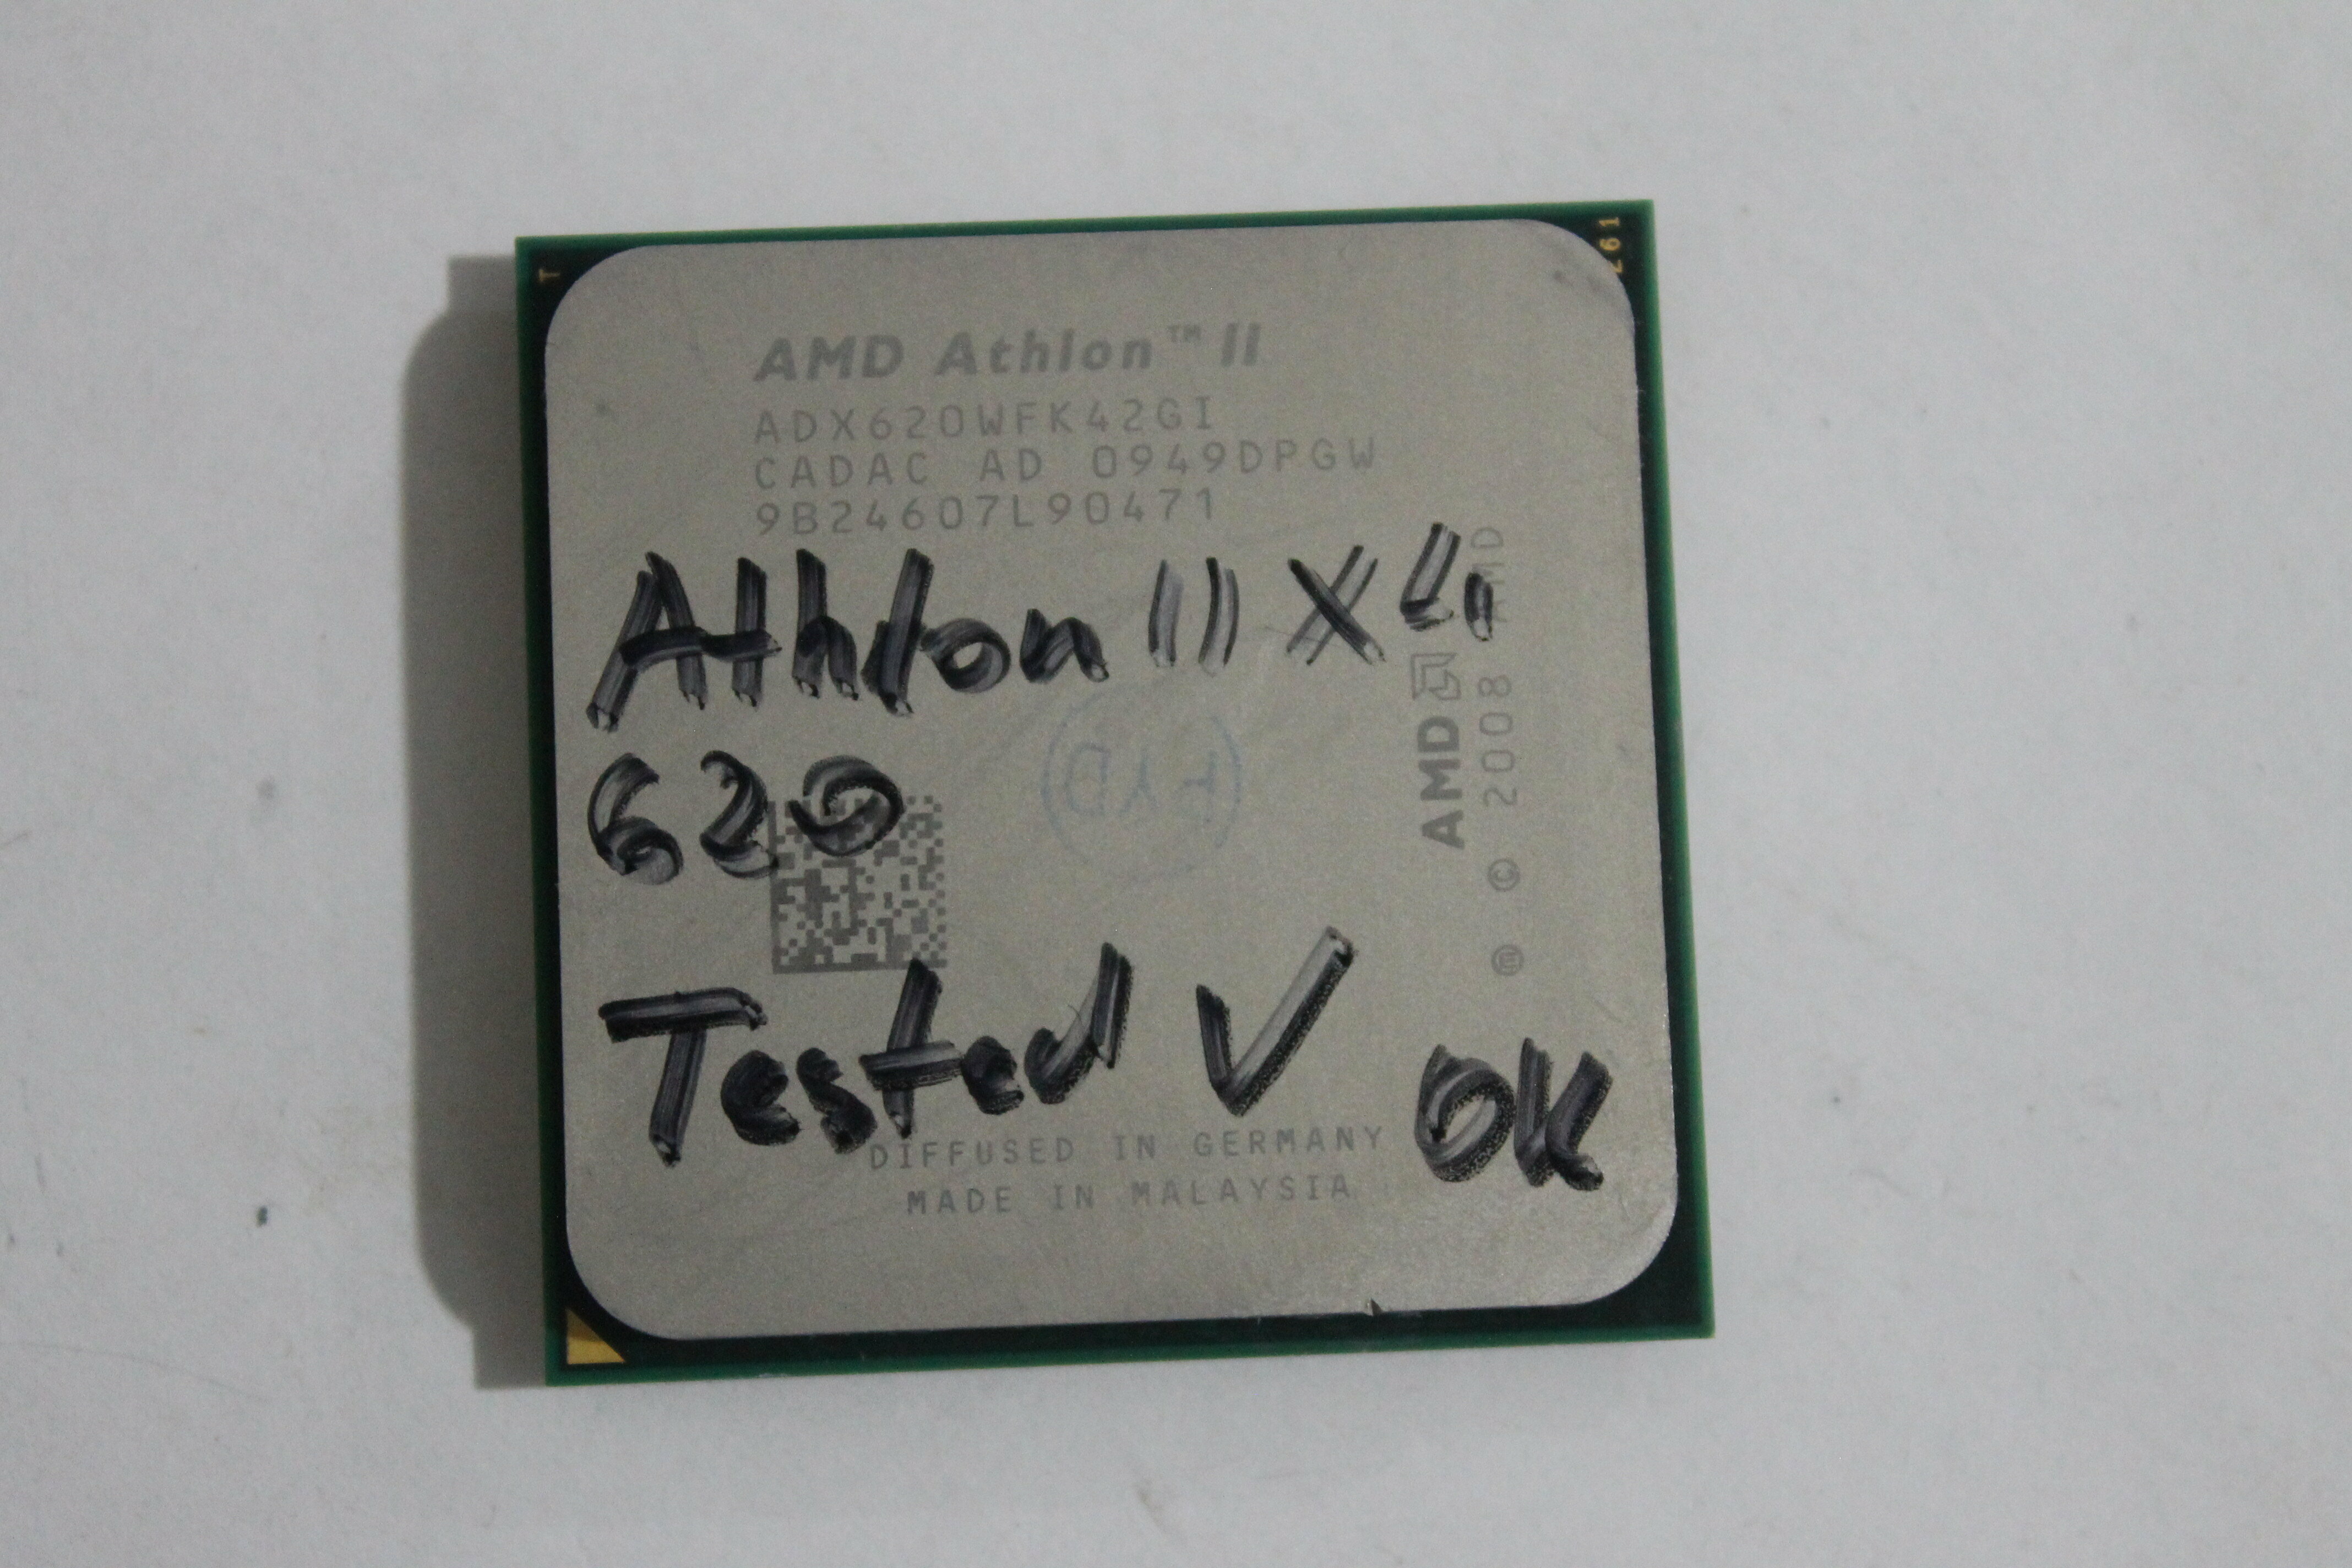 AMD Athlon™ II
ADX620WFK42GI
CADAC AD 0949DPGW
9B24607L90471
Athlon II X4
620
Tested V OK
DIFFUSED IN GERMANY
MADE IN MALAYSIA
AMD
ⓜ © 2008 AMD
T